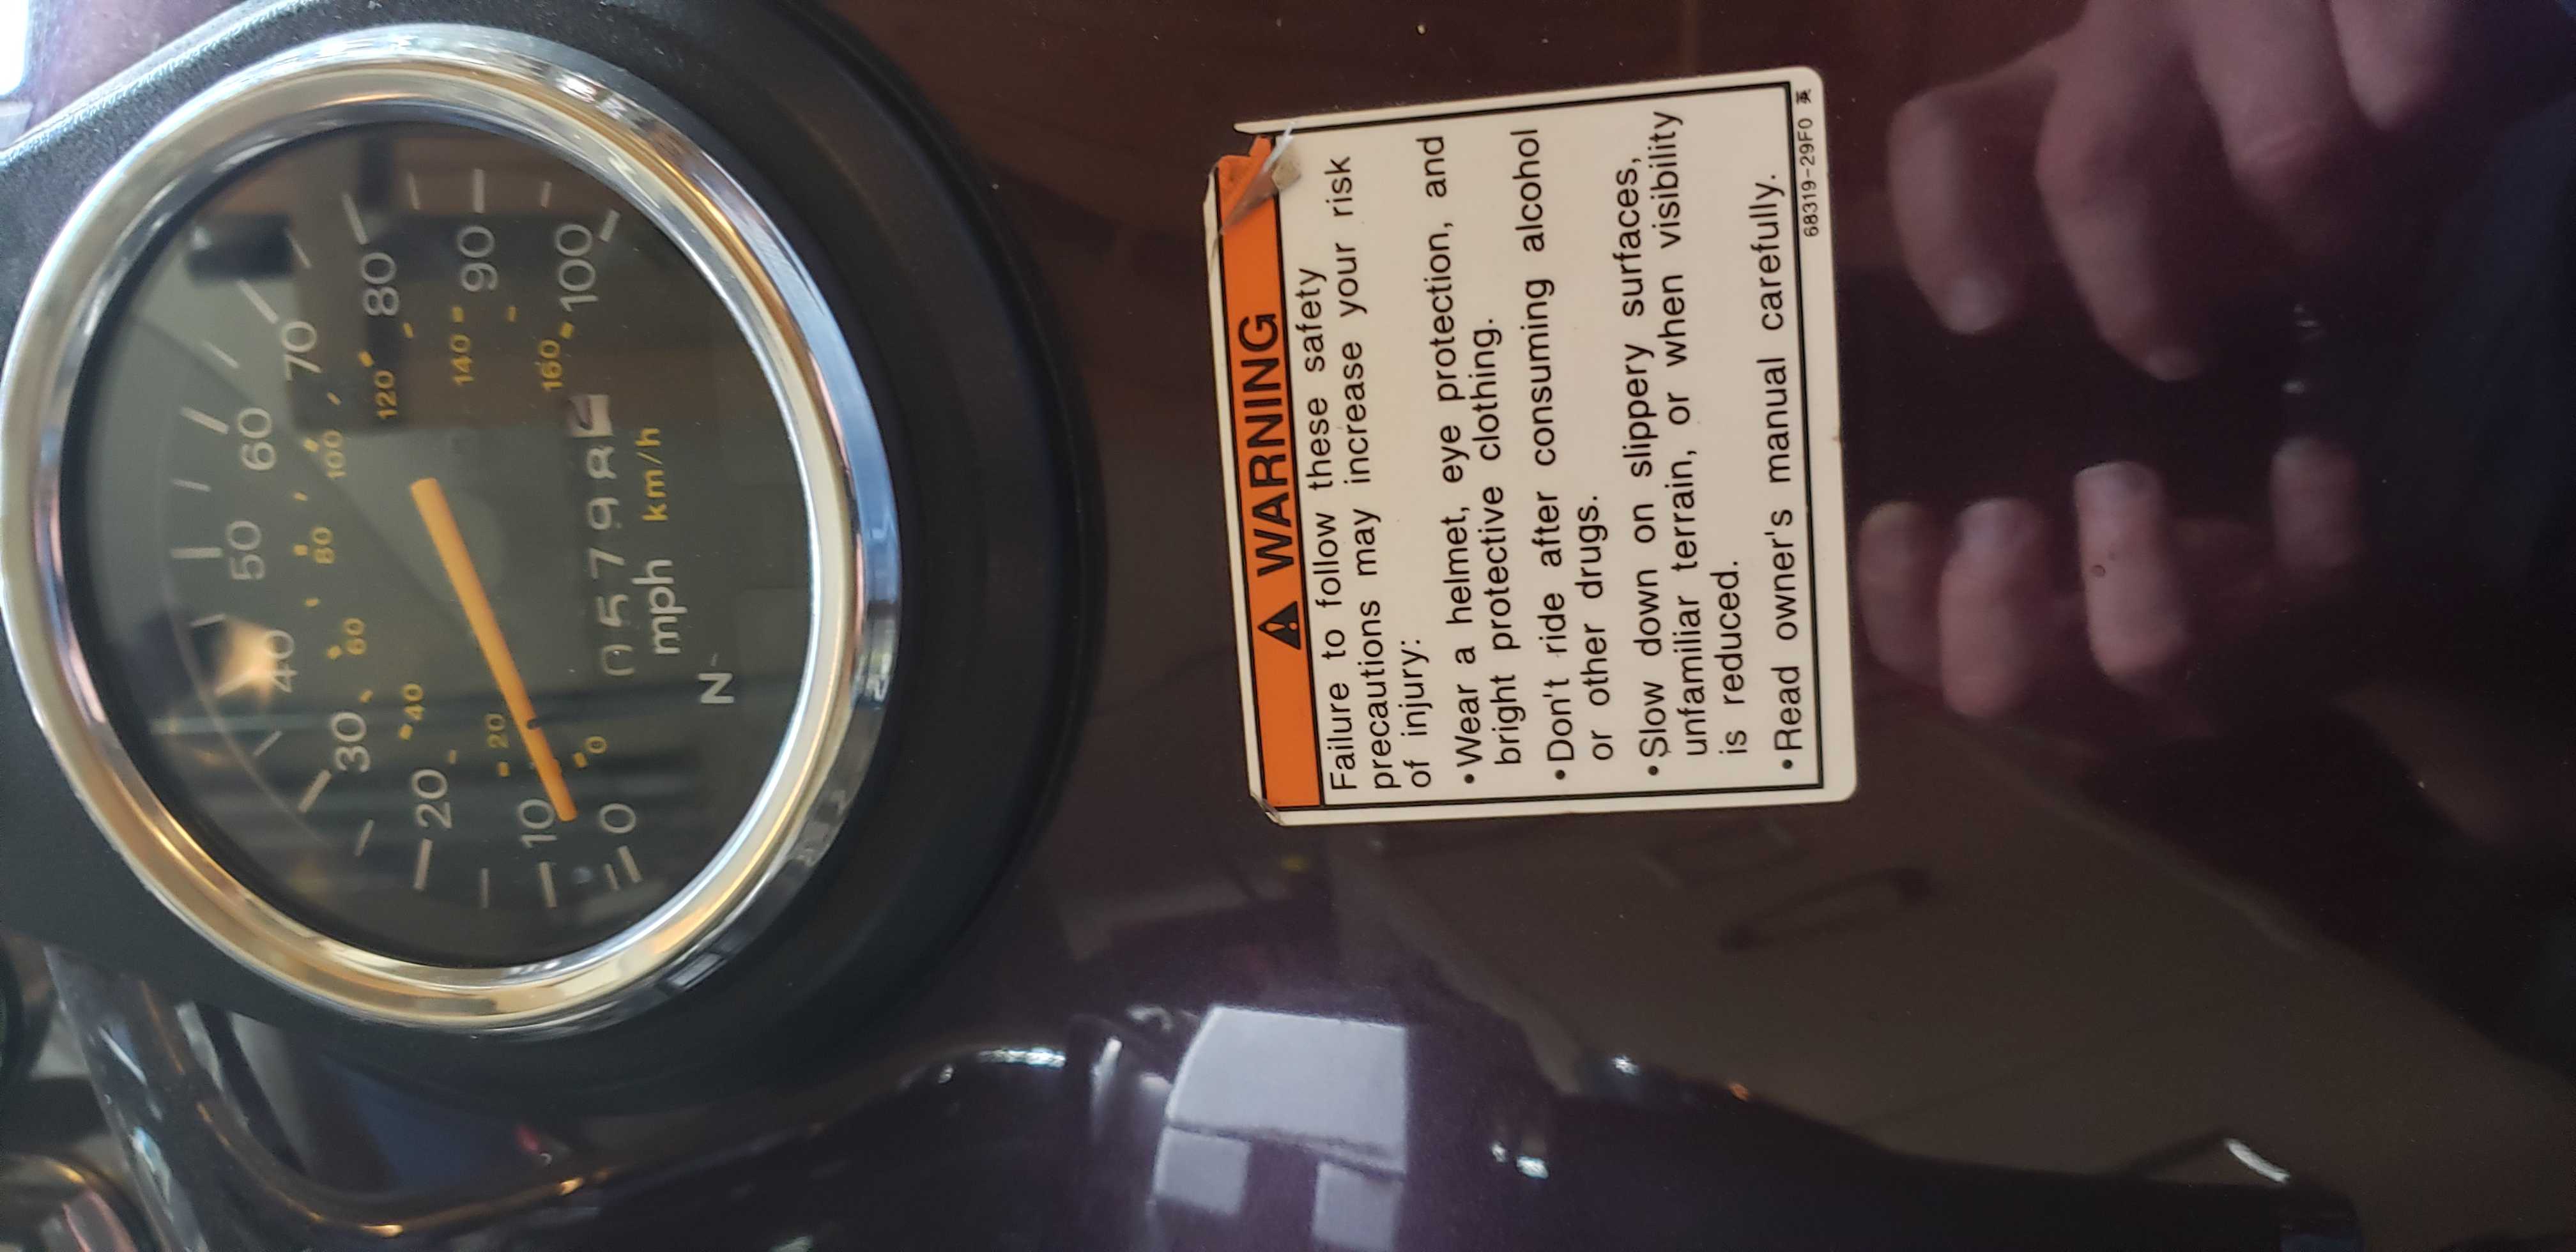 0
10
20
30
40
50
60
70
80
90
100
0
20
40
60
80
100
120
140
160
05798
mph km/h
N
⚠ WARNING
Failure to follow these safety
precautions may increase your risk
of injury:
•Wear a helmet, eye protection, and
bright protective clothing.
•Don't ride after consuming alcohol
or other drugs.
•Slow down on slippery surfaces,
unfamiliar terrain, or when visibility
is reduced.
•Read owner's manual carefully.
68319-29F0 英